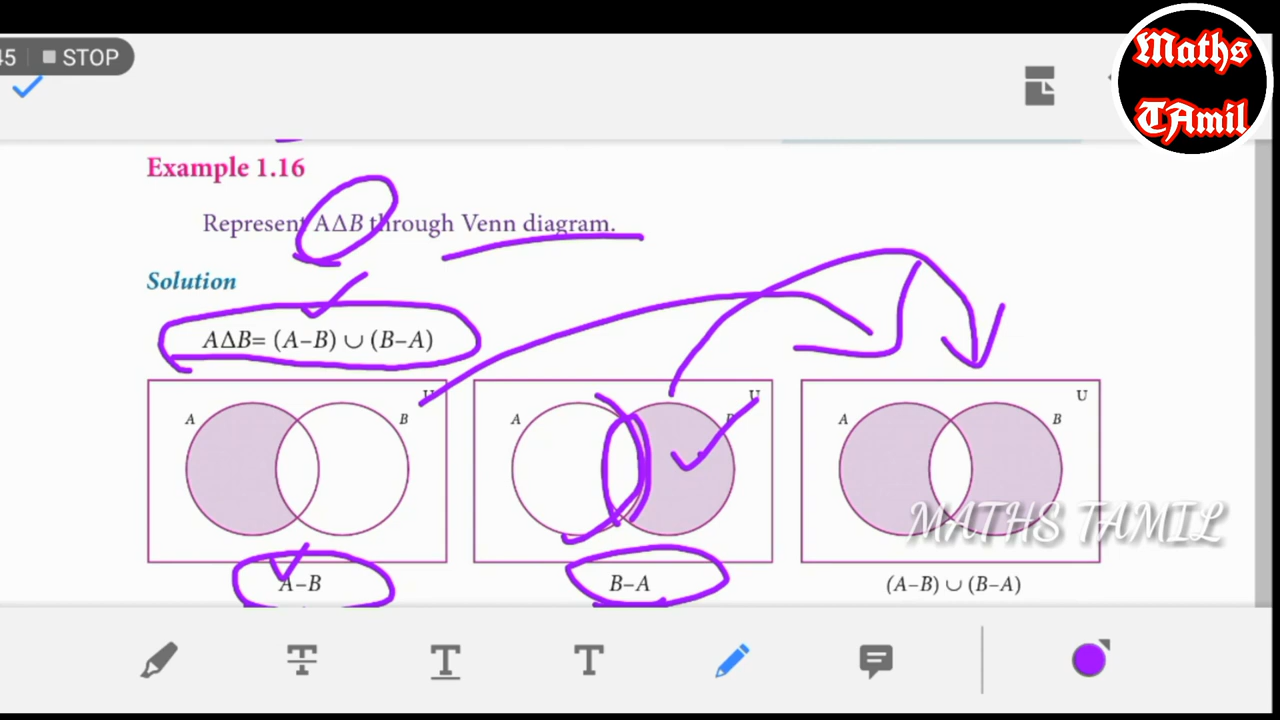 45 STOP
Maths
TAmil
Example 1.16
Represent AΔB through Venn diagram.
Solution
AΔB= (A–B) ∪ (B–A)
U
A
B
U
A
B
U
A
B
MATHS TAMIL
A–B
B–A
(A–B) ∪ (B–A)
T
T
T